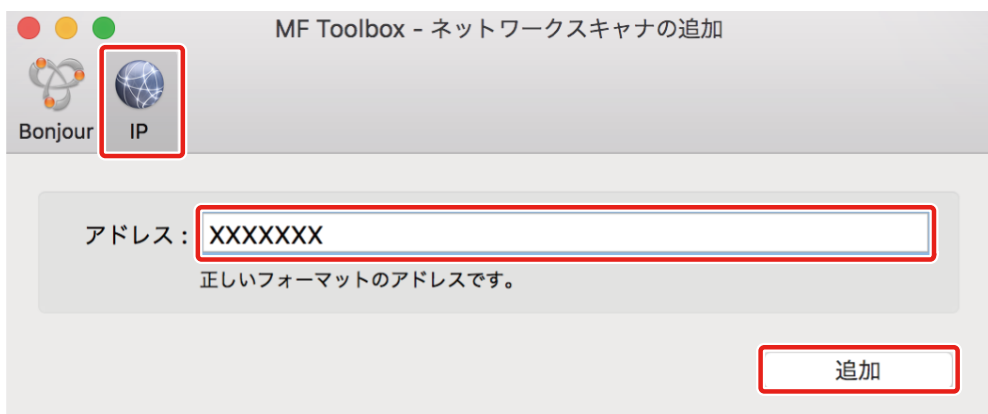 MF Toolbox - ネットワークスキャナの追加
Bonjour IP
アドレス : XXXXXXX
正しいフォーマットのアドレスです。
追加